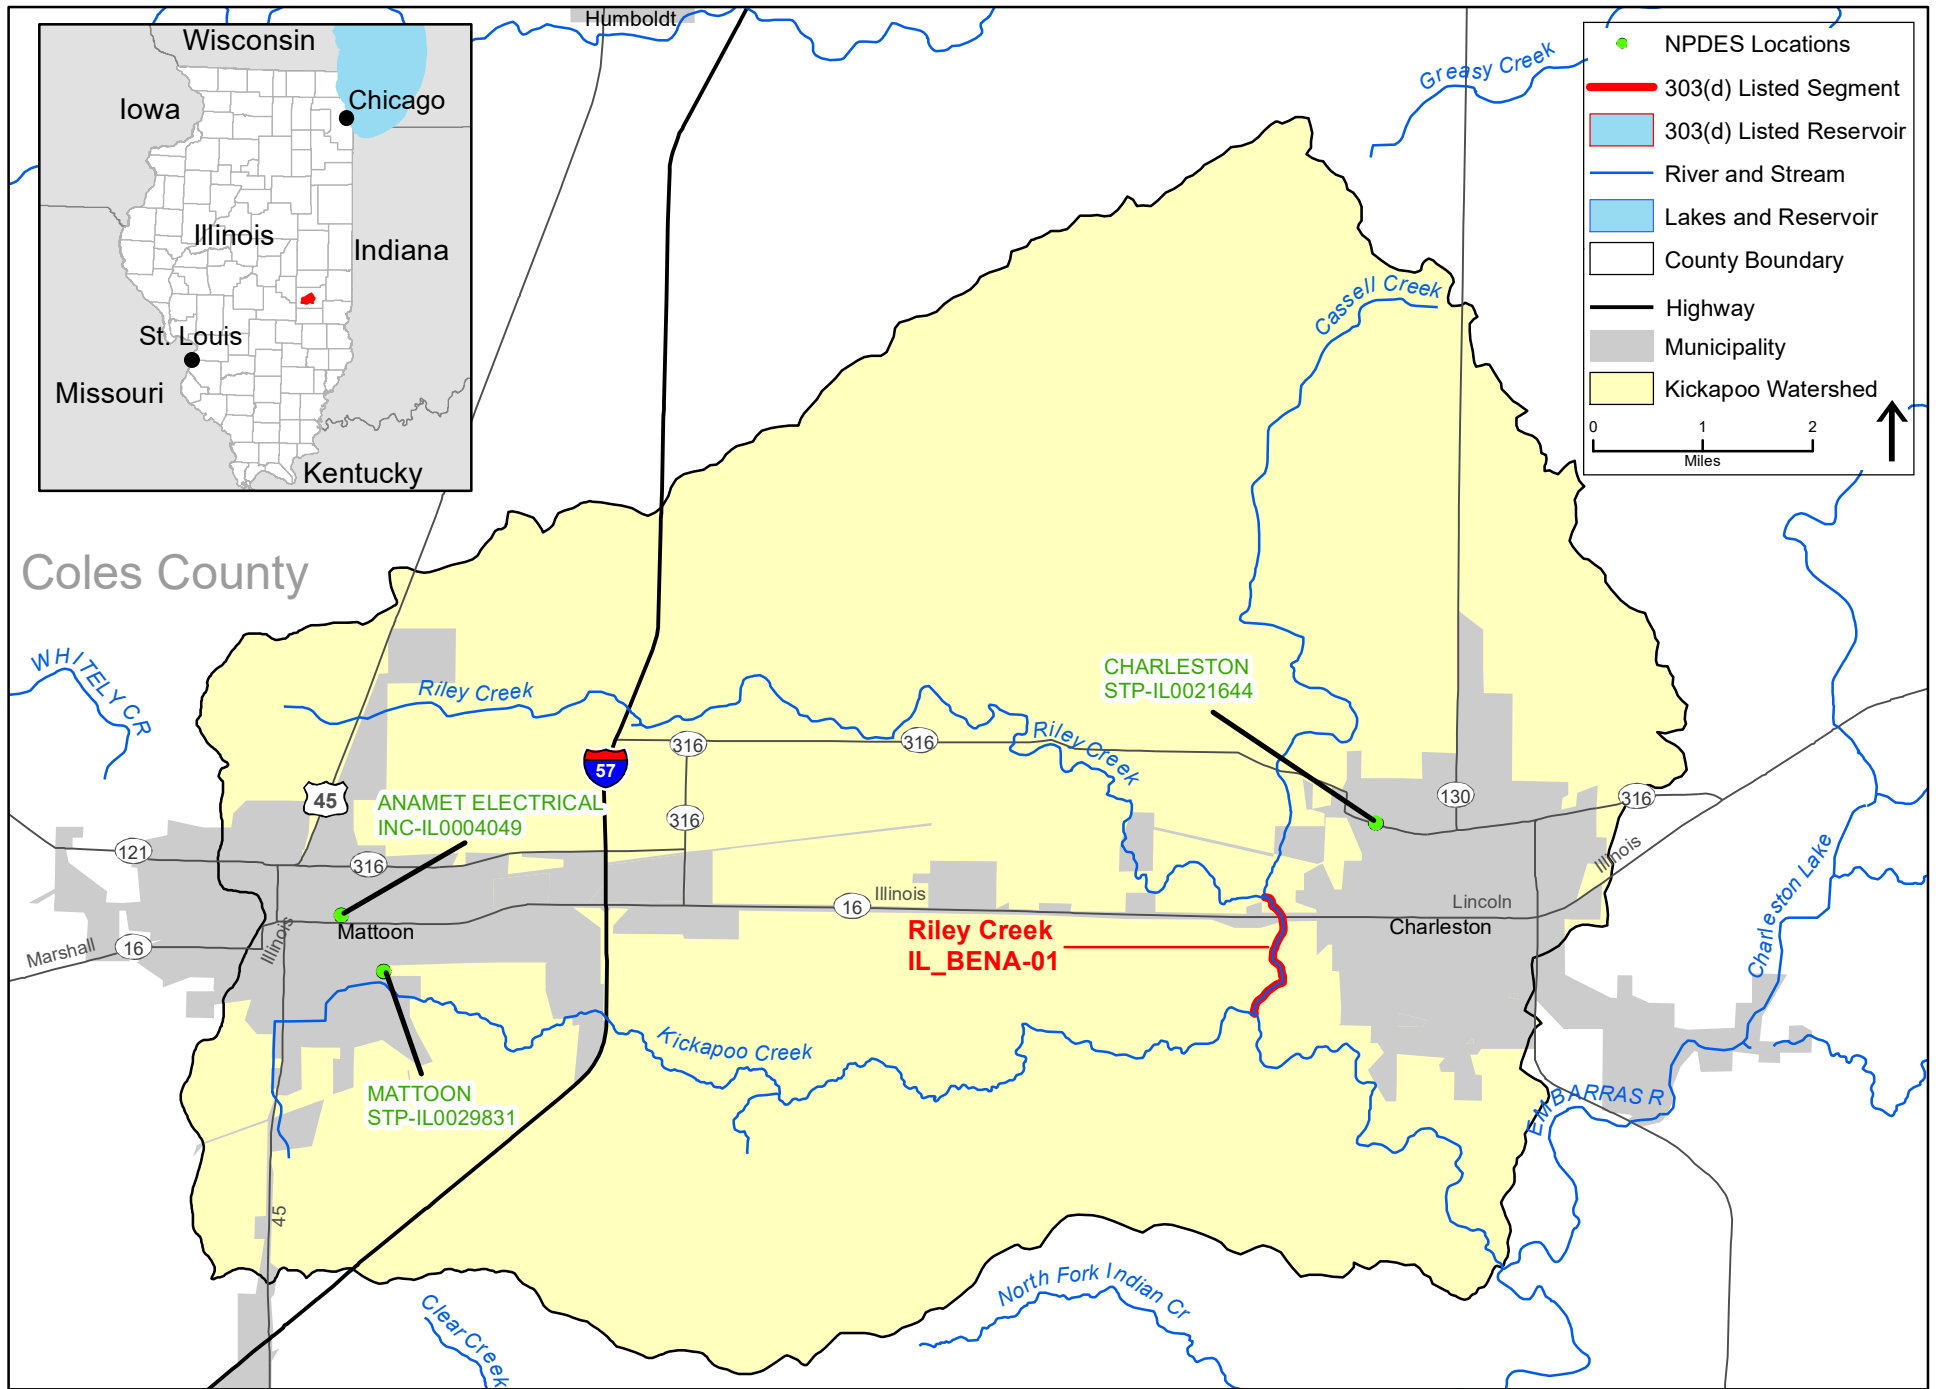 Humboldt
Wisconsin
Iowa
Chicago
Illinois
Indiana
St. Louis
Missouri
Kentucky
Greasy Creek
NPDES Locations
303(d) Listed Segment
303(d) Listed Reservoir
River and Stream
Lakes and Reservoir
County Boundary
Highway
Municipality
Kickapoo Watershed
0 1 2
Miles
Cassell Creek
Coles County
WHITELY CR
Riley Creek
CHARLESTON
STP-IL0021644
Riley Creek
316
316
57
45
ANAMET ELECTRICAL
INC-IL0004049
316
130
316
121
316
Illinois
16
Illinois
Lincoln
Charleston
Mattoon
Illinois
Marshall
16
Riley Creek
IL_BENA-01
Charleston Lake
Kickapoo Creek
MATTOON
STP-IL0029831
EMBARRAS R
45
North Fork Indian Cr
Clear Creek